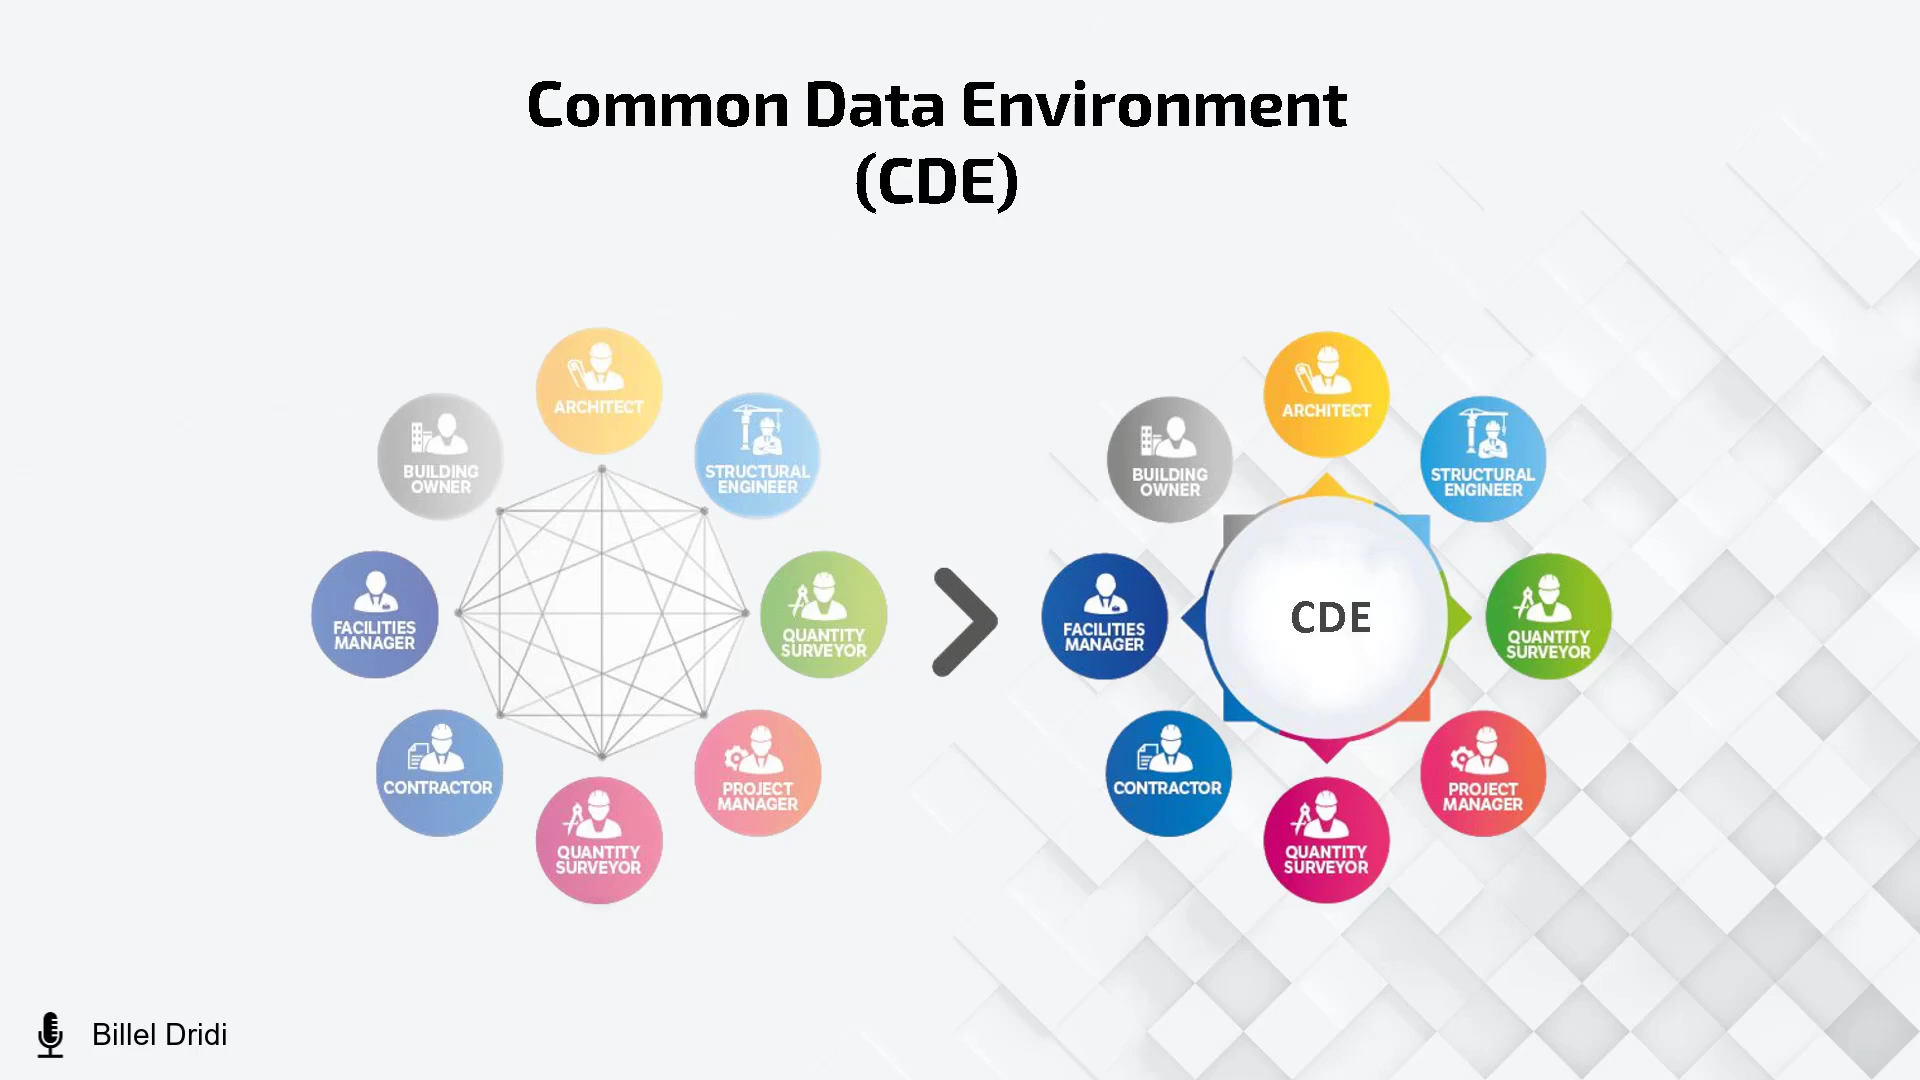 Common Data Environment
(CDE)
ARCHITECT
BUILDING
OWNER
STRUCTURAL
ENGINEER
FACILITIES
MANAGER
QUANTITY
SURVEYOR
CONTRACTOR
PROJECT
MANAGER
QUANTITY
SURVEYOR
ARCHITECT
BUILDING
OWNER
STRUCTURAL
ENGINEER
FACILITIES
MANAGER
CDE
QUANTITY
SURVEYOR
CONTRACTOR
PROJECT
MANAGER
QUANTITY
SURVEYOR
Billel Dridi